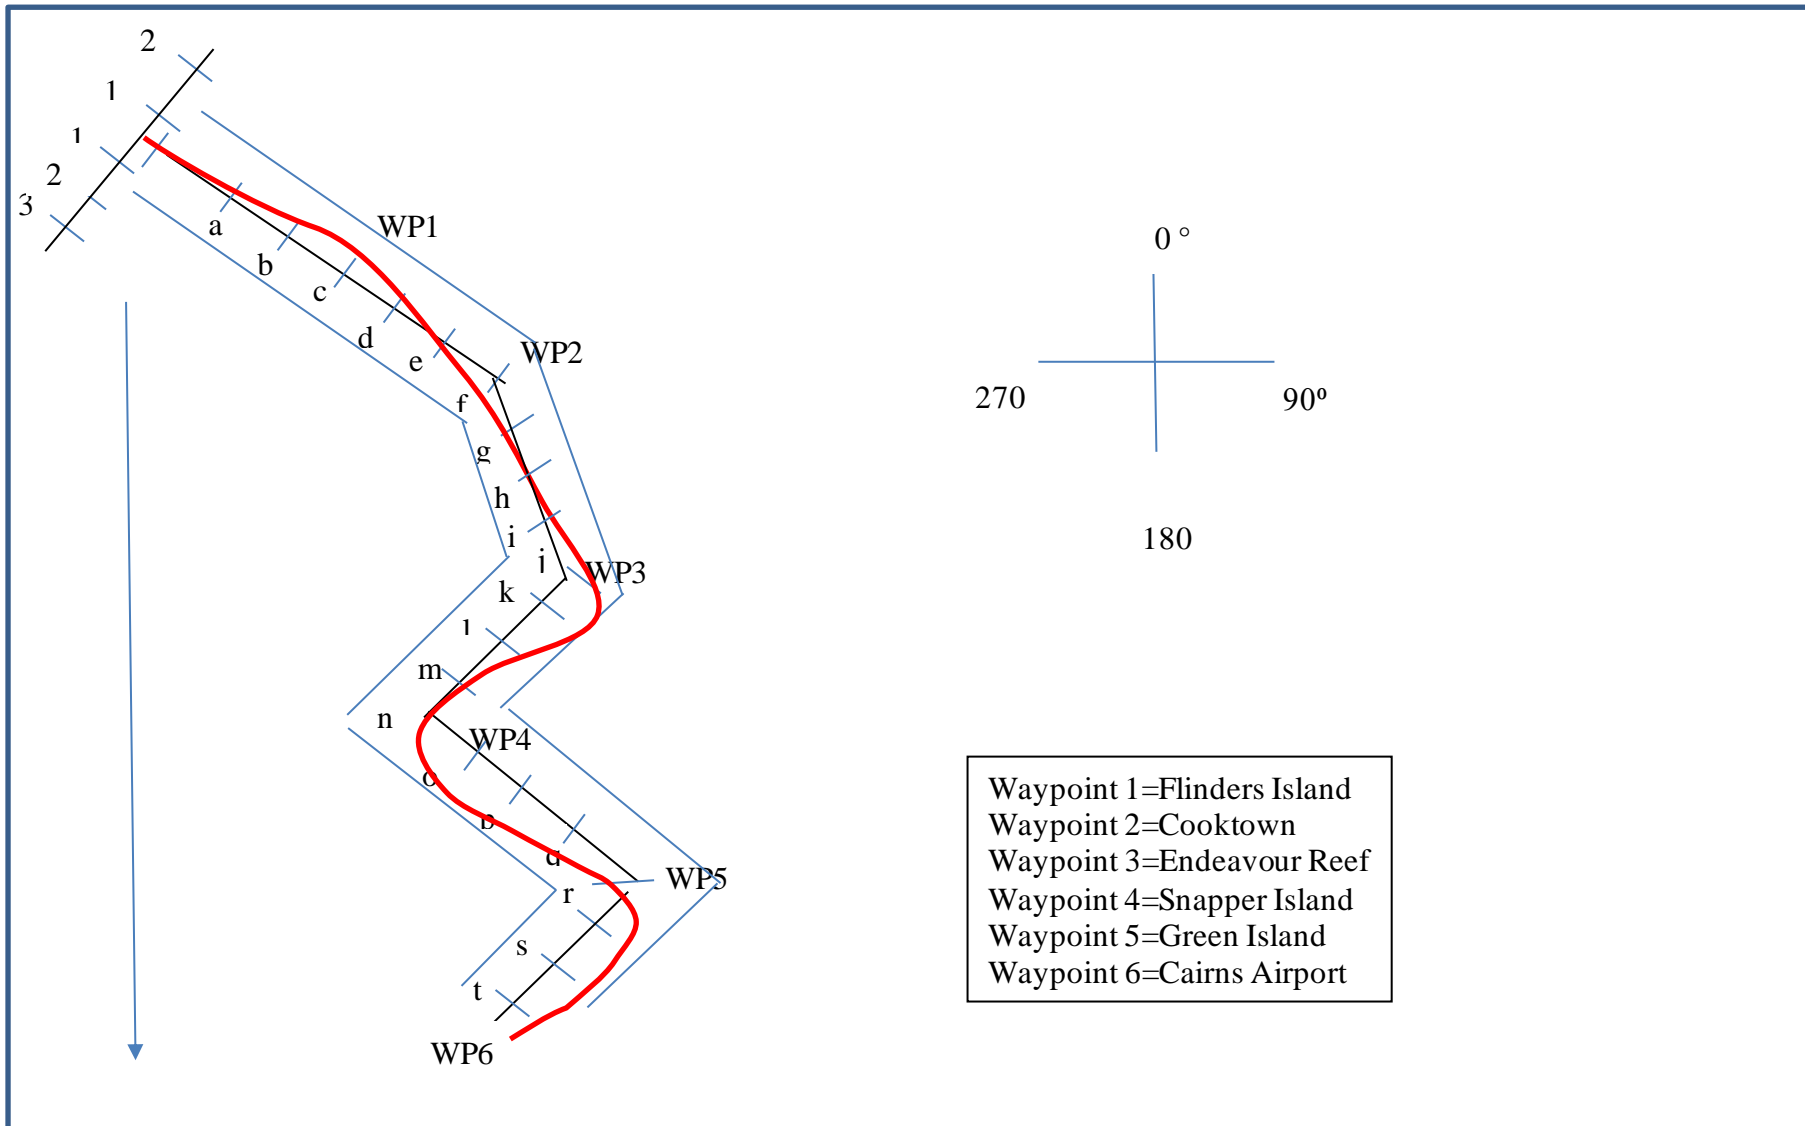 2
1
1
2
3
WP1
a
b
c
d
e
WP2
f
g
h
i
j
WP3
k
l
m
n
WP4
o
p
q
r
WP5
s
t
WP6
0 °
270
90º
180
Waypoint 1=Flinders Island
Waypoint 2=Cooktown
Waypoint 3=Endeavour Reef
Waypoint 4=Snapper Island
Waypoint 5=Green Island
Waypoint 6=Cairns Airport